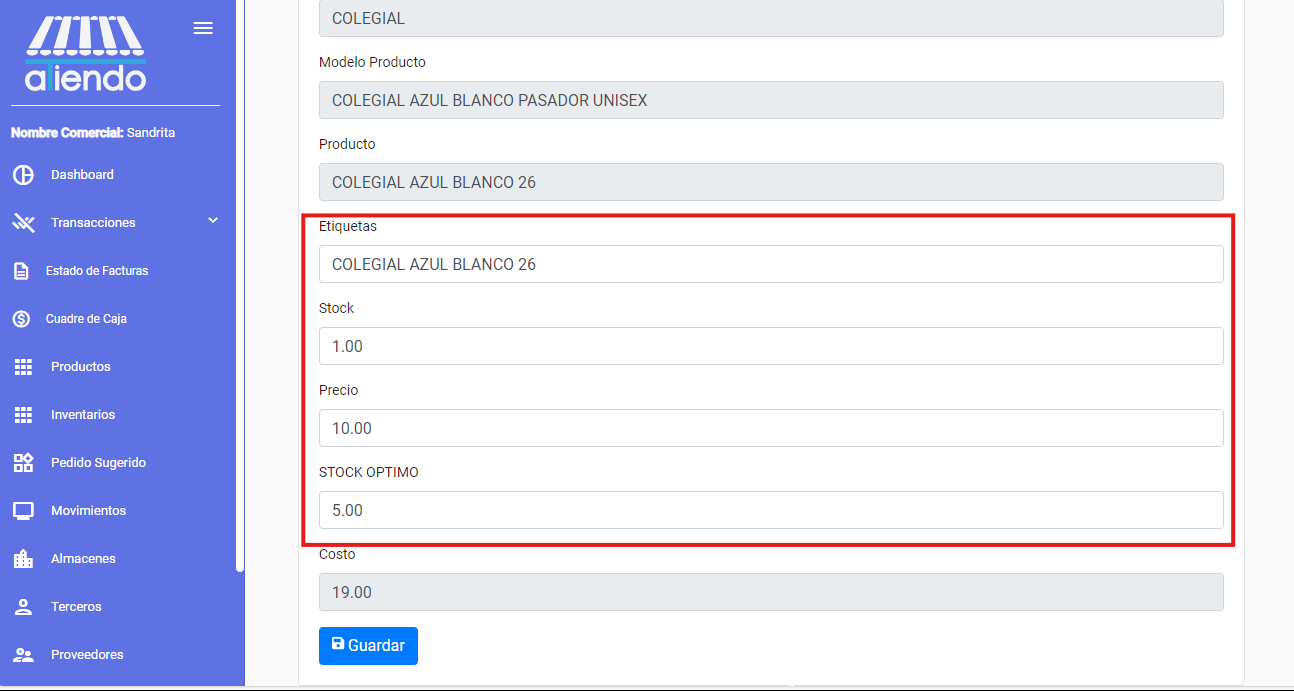 aTiendo
Nombre Comercial: Sandrita
Dashboard
Transacciones
Estado de Facturas
Cuadre de Caja
Productos
Inventarios
Pedido Sugerido
Movimientos
Almacenes
Terceros
Proveedores
COLEGIAL
Modelo Producto
COLEGIAL AZUL BLANCO PASADOR UNISEX
Producto
COLEGIAL AZUL BLANCO 26
Etiquetas
COLEGIAL AZUL BLANCO 26
Stock
1.00
Precio
10.00
STOCK OPTIMO
5.00
Costo
19.00
Guardar